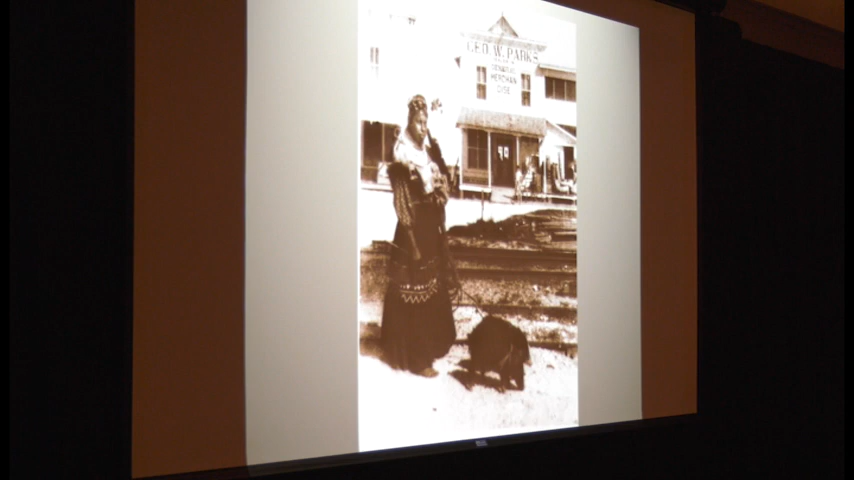 GEO. W. PARKS
GENERAL
MERCHAN
DISE